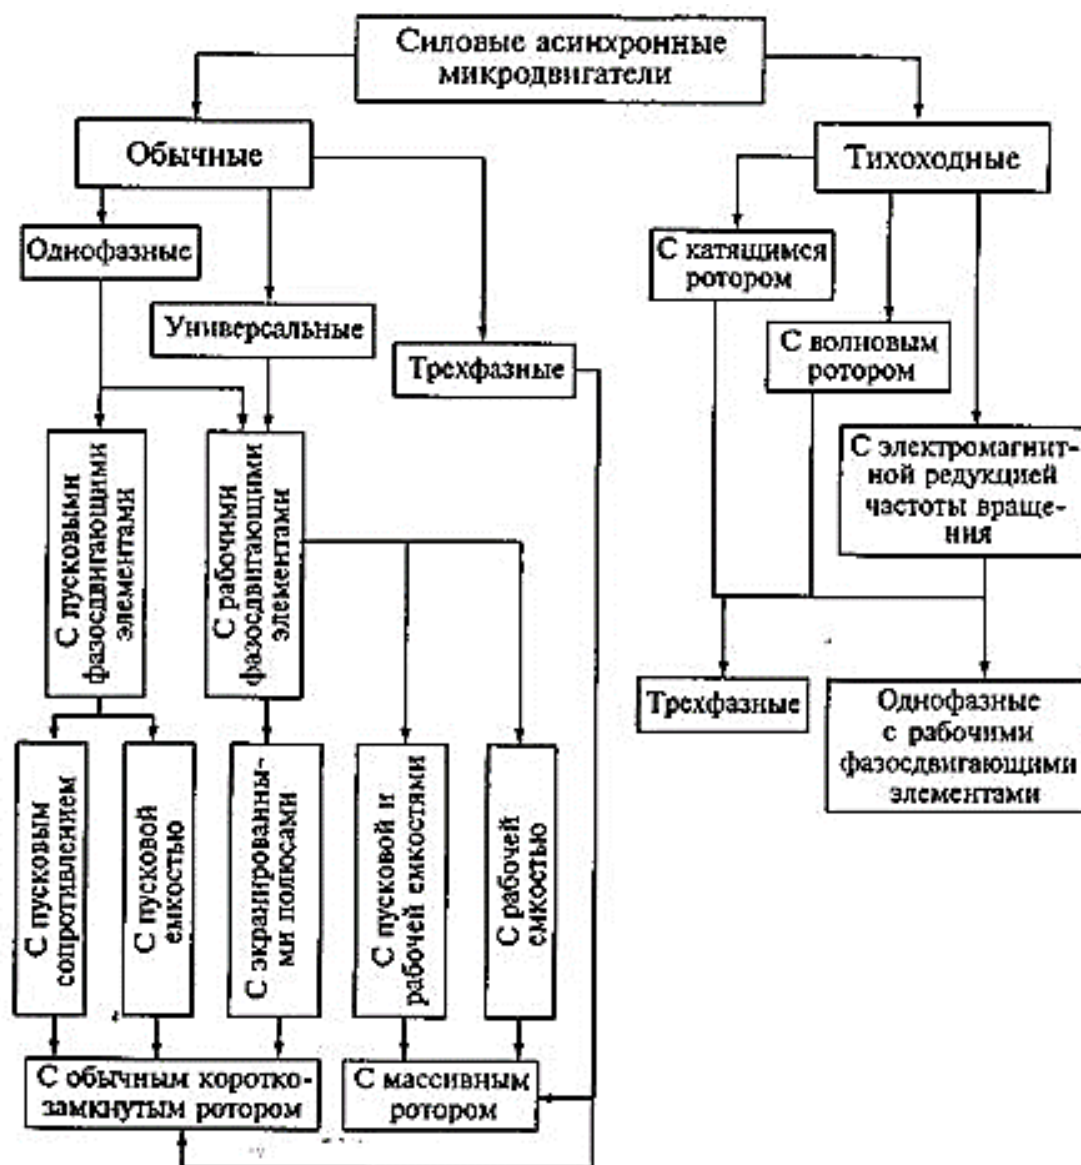 Силовые асинхронные
микродвигатели
Обычные
Тихоходные
Однофазные
С катящимся
ротором
Универсальные
С волновым
ротором
Трехфазные
С электромагнит-
ной редукцией
частоты враще-
ния
С пусковыми
фазосдвигающими
элементами
С рабочими
фазосдвигающими
элементами
Трехфазные
Однофазные
с рабочими
фазосдвигающими
элементами
С пусковым
сопротивлением
С пусковой
емкостью
С экранированны-
ми полюсами
С пусковой и
рабочей емкостями
С рабочей
емкостью
С обычным коротко-
замкнутым ротором
С массивным
ротором